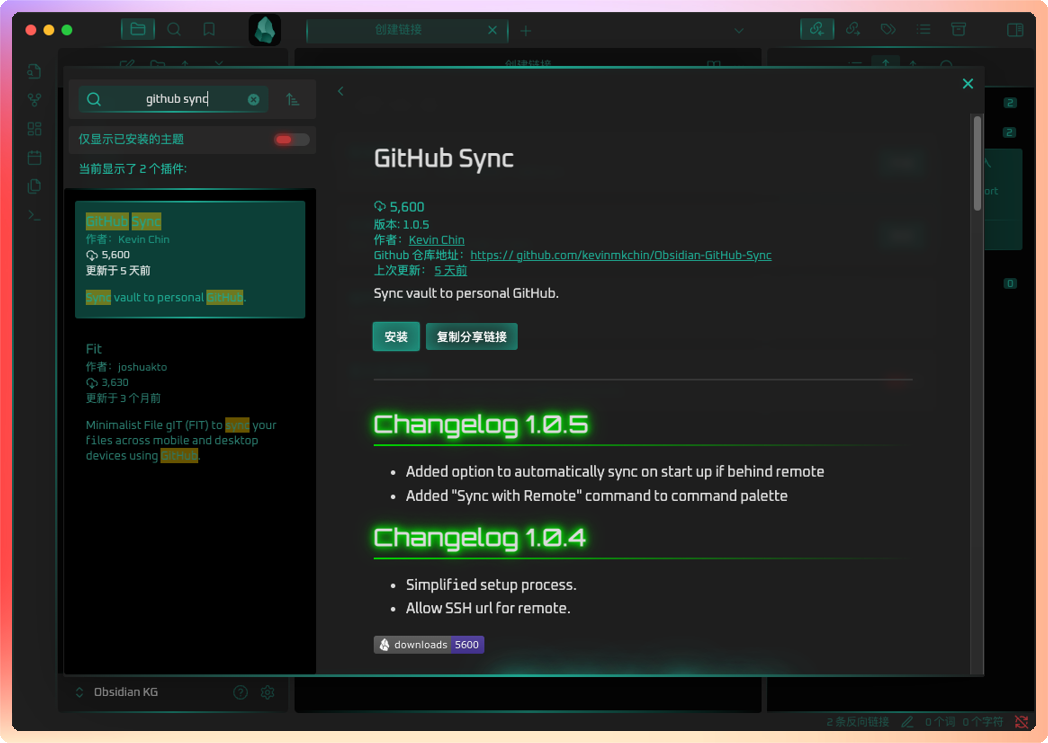 创建链接
创建链接
github sync
仅显示已安装的主题
当前显示了 2 个插件:
GitHub Sync
作者：Kevin Chin
5,600
更新于 5 天前
Sync vault to personal GitHub.
Fit
作者：joshuakto
3,630
更新于 3 个月前
Minimalist File gIT (FIT) to sync your
files across mobile and desktop
devices using GitHub.
GitHub Sync
5,600
版本: 1.0.5
作者：Kevin Chin
Github 仓库地址：https:// github.com/kevinmkchin/Obsidian-GitHub-Sync
上次更新： 5 天前
Sync vault to personal GitHub.
安装 复制分享链接
Changelog 1.0.5
• Added option to automatically sync on start up if behind remote
• Added "Sync with Remote" command to command palette
Changelog 1.0.4
• Simplified setup process.
• Allow SSH url for remote.
downloads 5600
2
2
0
Obsidian KG
2 条反向链接 0 个词 0 个字符